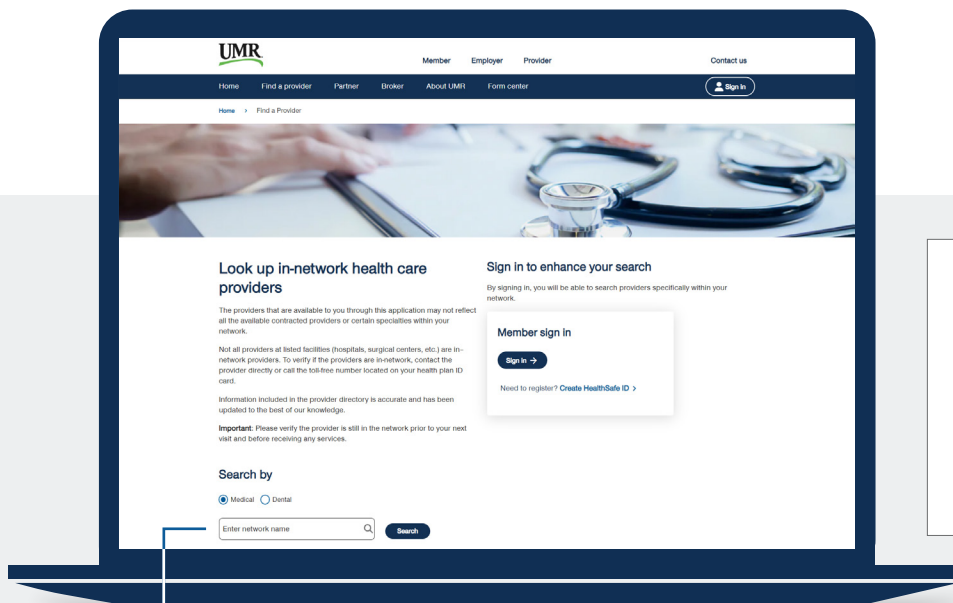 UMR
Member Employer Provider Contact us
Home Find a provider Partner Broker About UMR Form center Sign in
Home > Find a Provider
Look up in-network health care
providers
The providers that are available to you through this application may not reflect
all the available contracted providers or certain specialties within your
network.
Not all providers at listed facilities (hospitals, surgical centers, etc.) are in-
network providers. To verify if the providers are in-network, contact the
provider directly or call the toll-free number located on your health plan ID
card.
Information included in the provider directory is accurate and has been
updated to the best of our knowledge.
Important: Please verify the provider is still in the network prior to your next
visit and before receiving any services.
Sign in to enhance your search
By signing in, you will be able to search providers specifically within your
network.
Member sign in
Sign in →
Need to register? Create HealthSafe ID >
Search by
Medical Dental
Enter network name Search